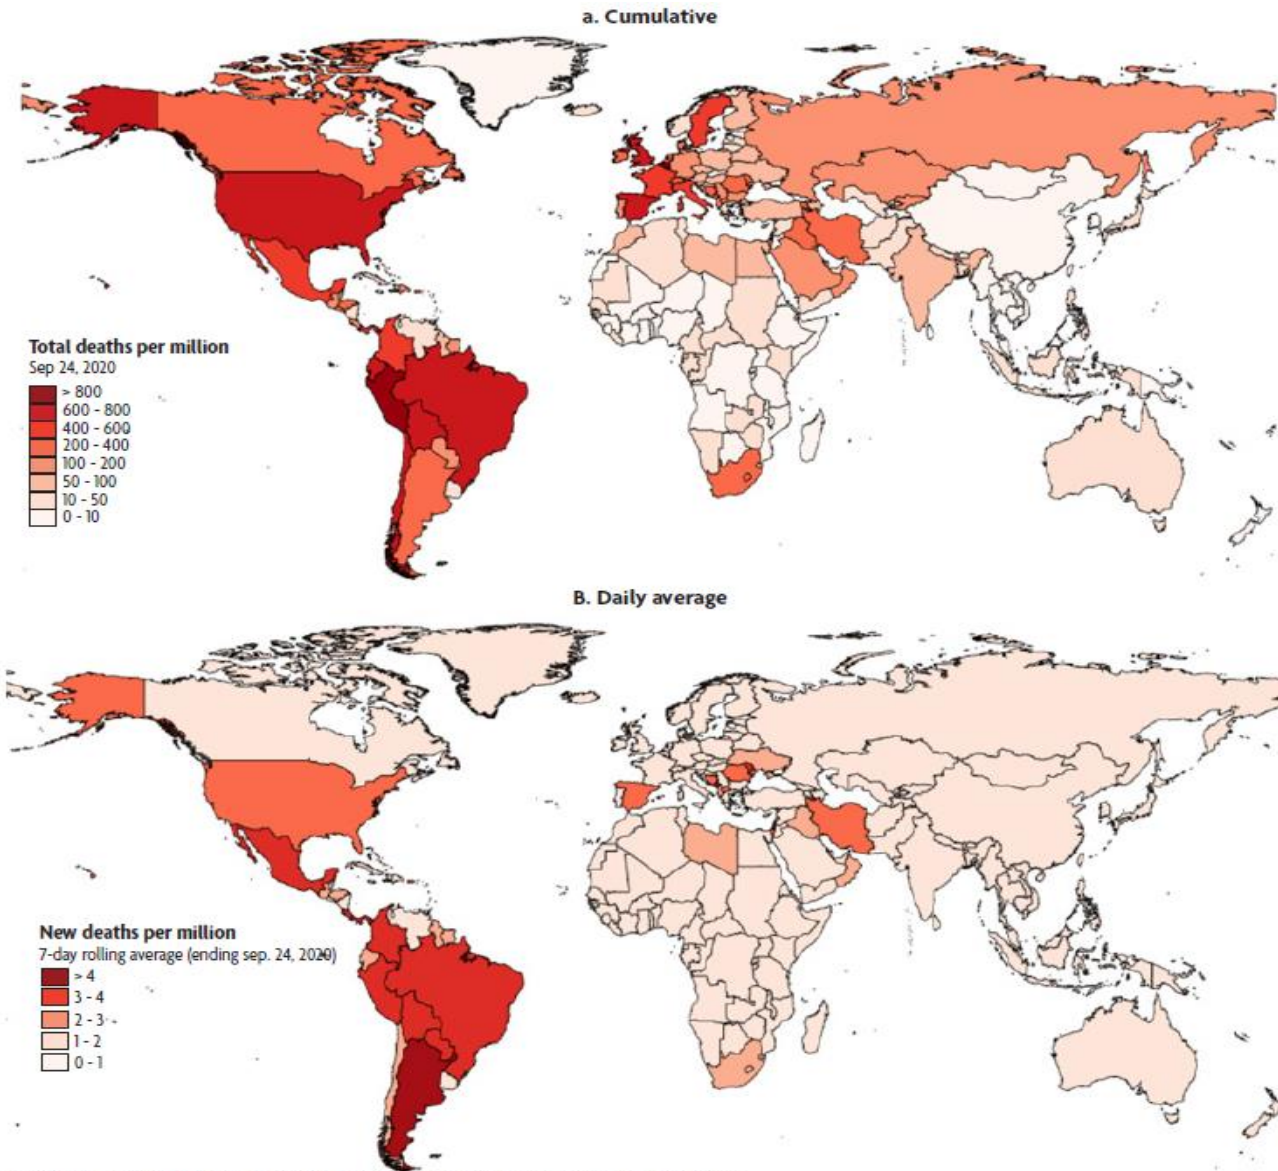 a. Cumulative
Total deaths per million
Sep 24, 2020
> 800
600 - 800
400 - 600
200 - 400
100 - 200
50 - 100
10 - 50
0 - 10
B. Daily average
New deaths per million
7-day rolling average (ending sep. 24, 2020)
> 4
3 - 4
2 - 3
1 - 2
0 - 1